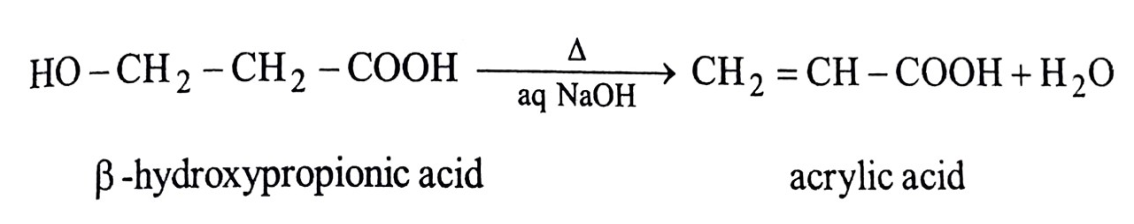 HO – CH₂ – CH₂ – COOH —Δ/aq NaOH→ CH₂ = CH – COOH + H₂O
β-hydroxypropionic acid acrylic acid